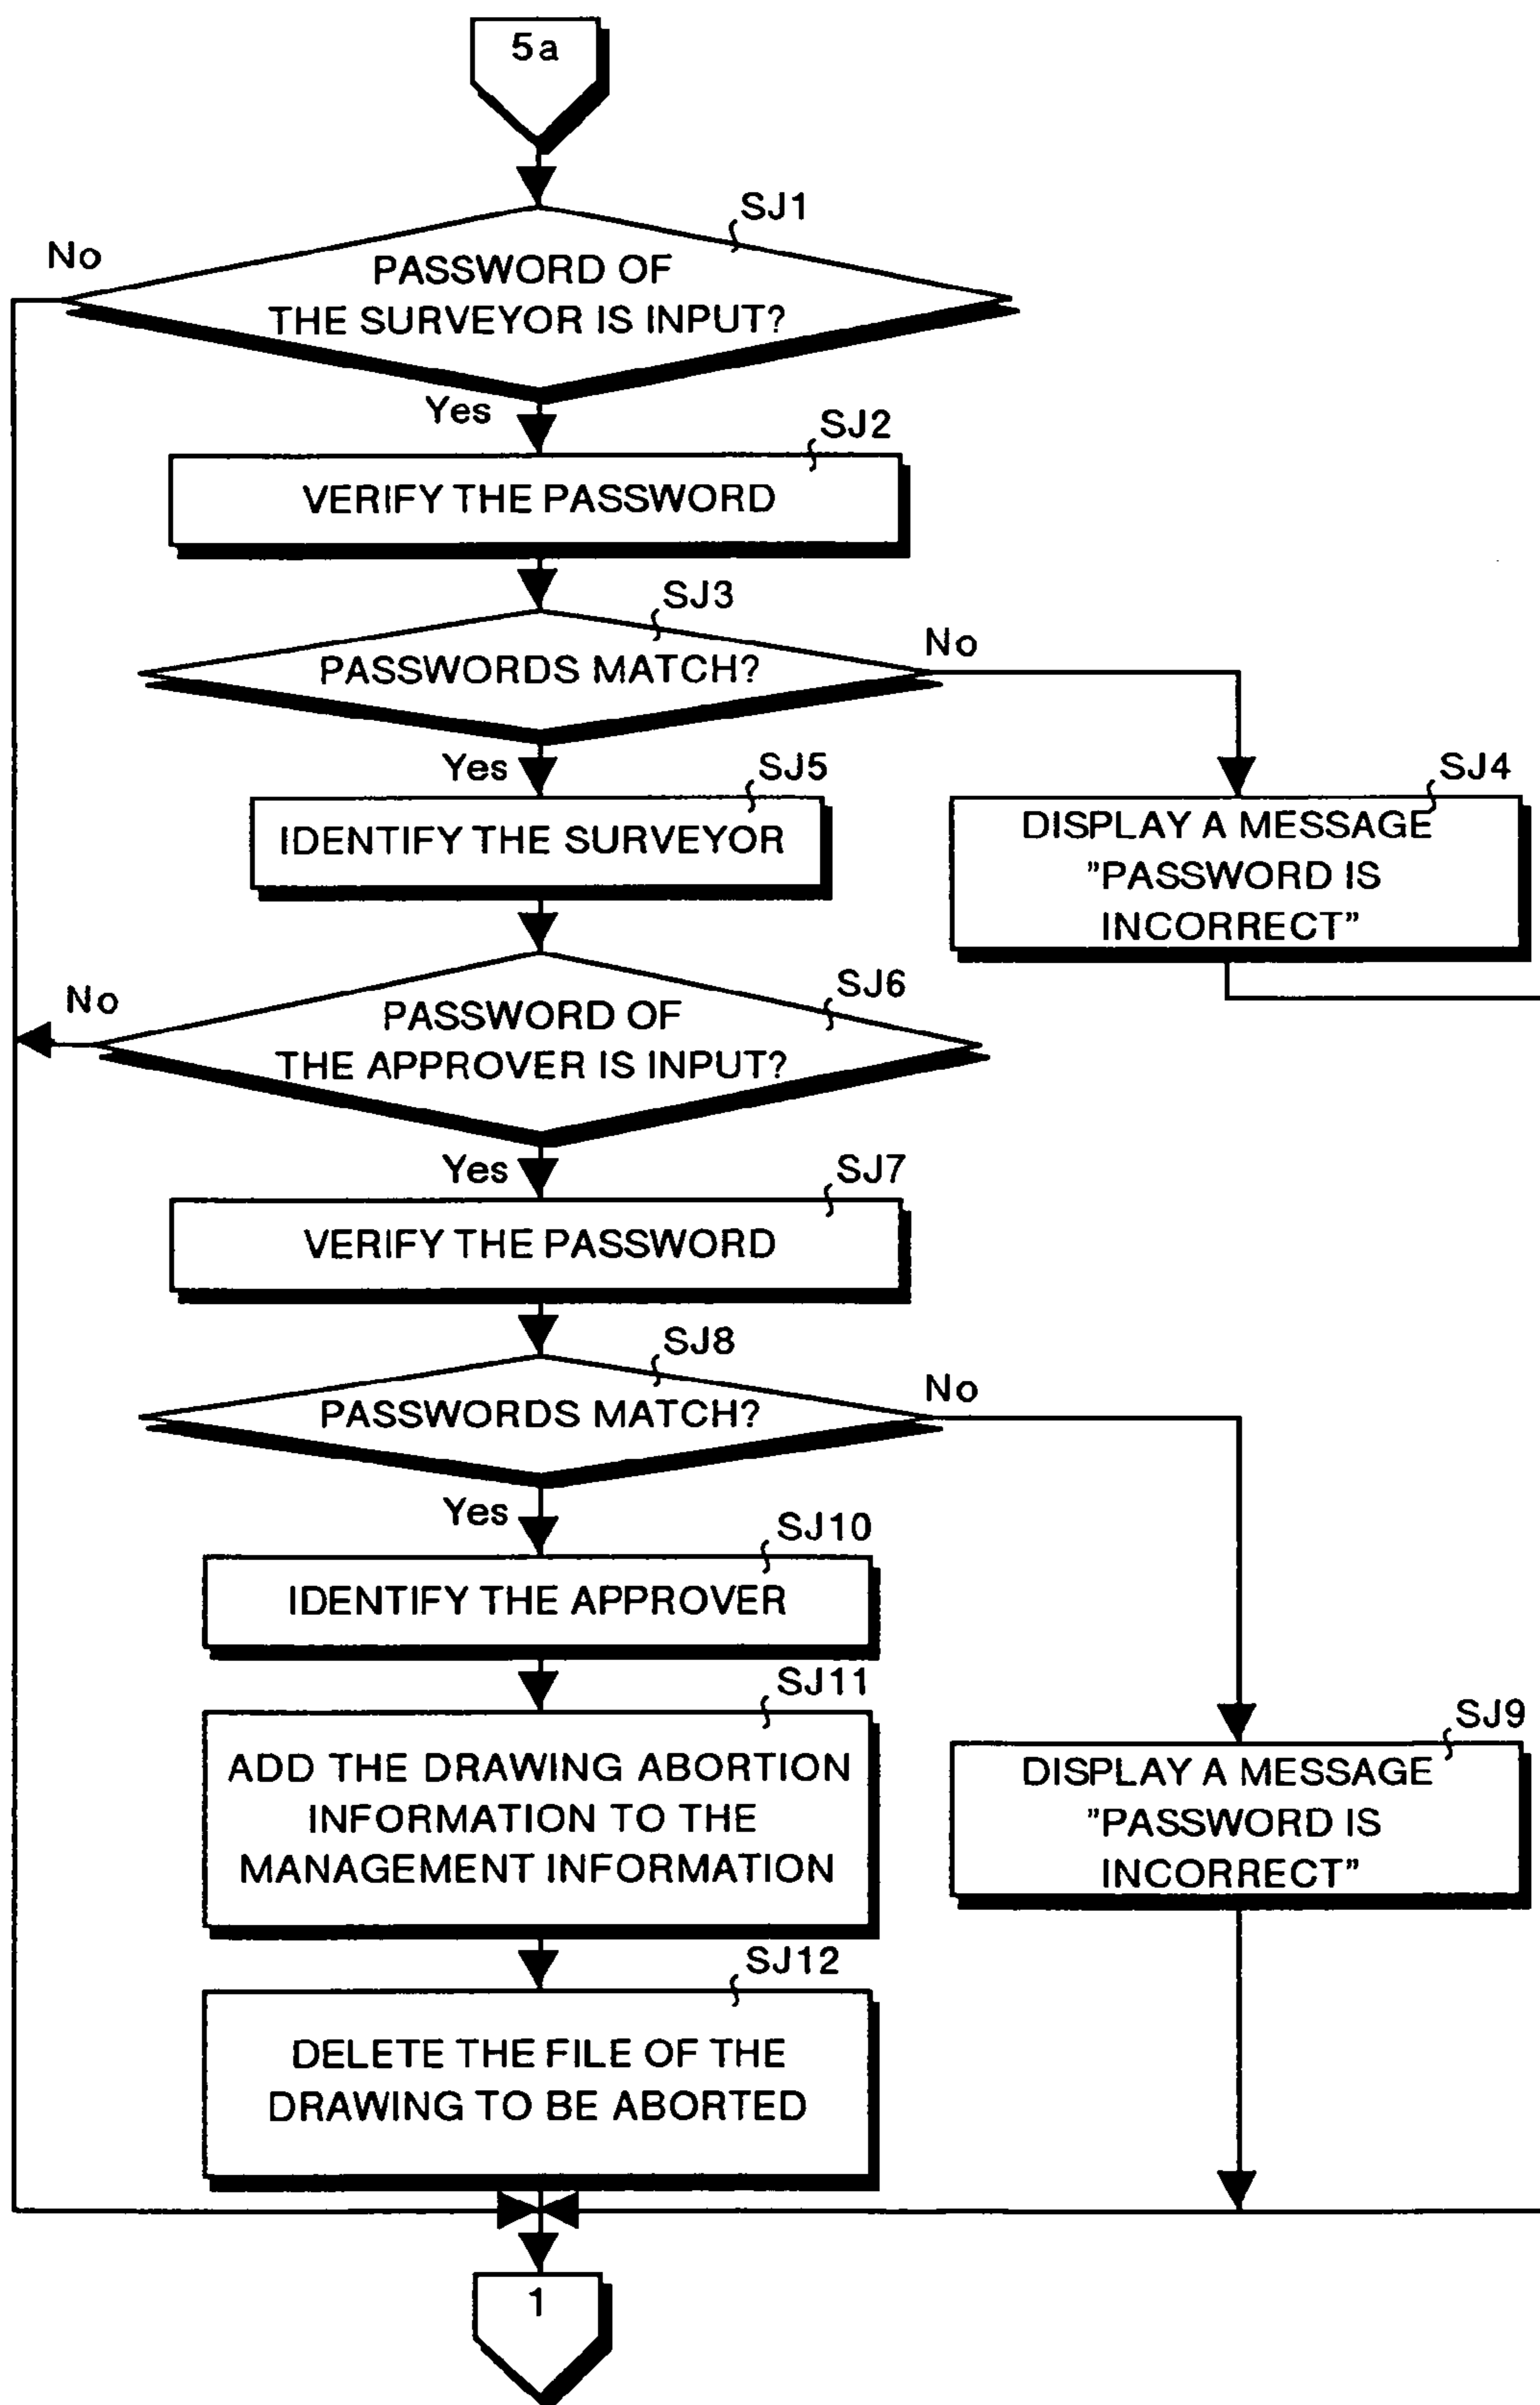 5a
SJ1
No
PASSWORD OF
THE SURVEYOR IS INPUT?
Yes
SJ2
VERIFY THE PASSWORD
SJ3
No
PASSWORDS MATCH?
Yes
SJ5
IDENTIFY THE SURVEYOR
SJ4
DISPLAY A MESSAGE
"PASSWORD IS
INCORRECT"
SJ6
No
PASSWORD OF
THE APPROVER IS INPUT?
Yes
SJ7
VERIFY THE PASSWORD
SJ8
No
PASSWORDS MATCH?
Yes
SJ10
IDENTIFY THE APPROVER
SJ11
ADD THE DRAWING ABORTION
INFORMATION TO THE
MANAGEMENT INFORMATION
SJ9
DISPLAY A MESSAGE
"PASSWORD IS
INCORRECT"
SJ12
DELETE THE FILE OF THE
DRAWING TO BE ABORTED
1